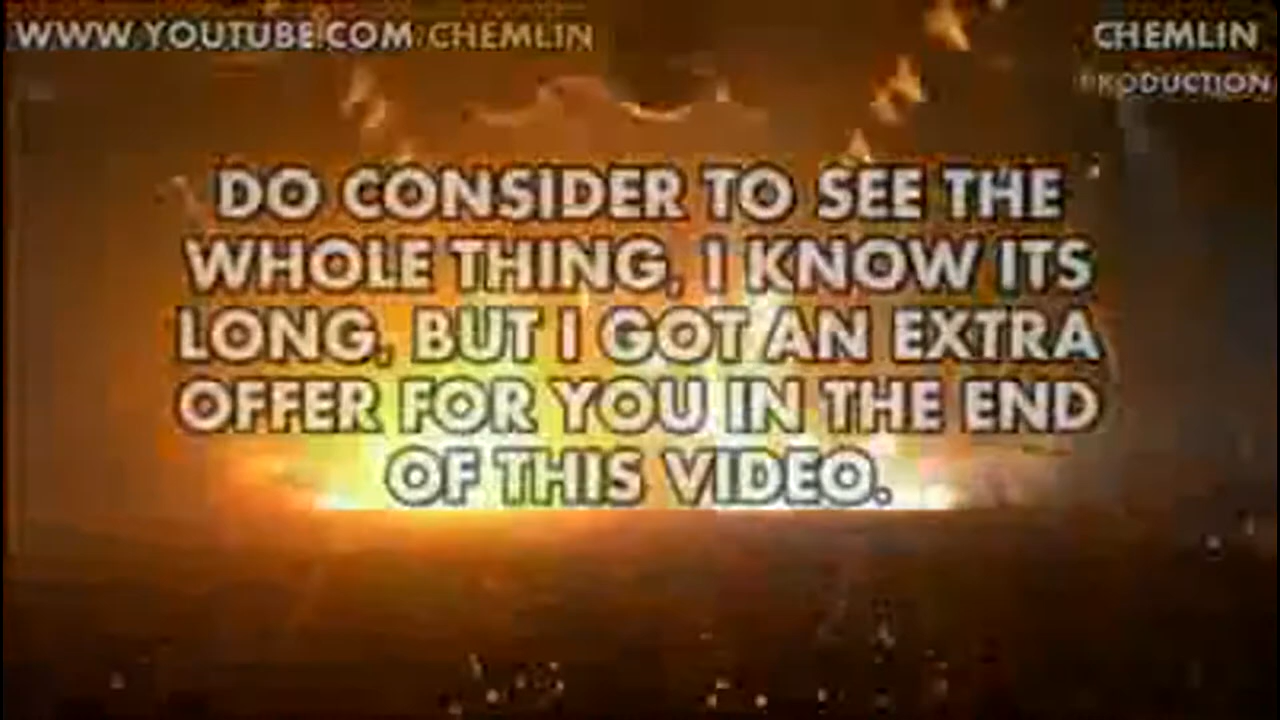 WWW.YOUTUBE.COM/CHEMLIN
CHEMLIN
PRODUCTION
DO CONSIDER TO SEE THE
WHOLE THING, I KNOW ITS
LONG, BUT I GOT AN EXTRA
OFFER FOR YOU IN THE END
OF THIS VIDEO.